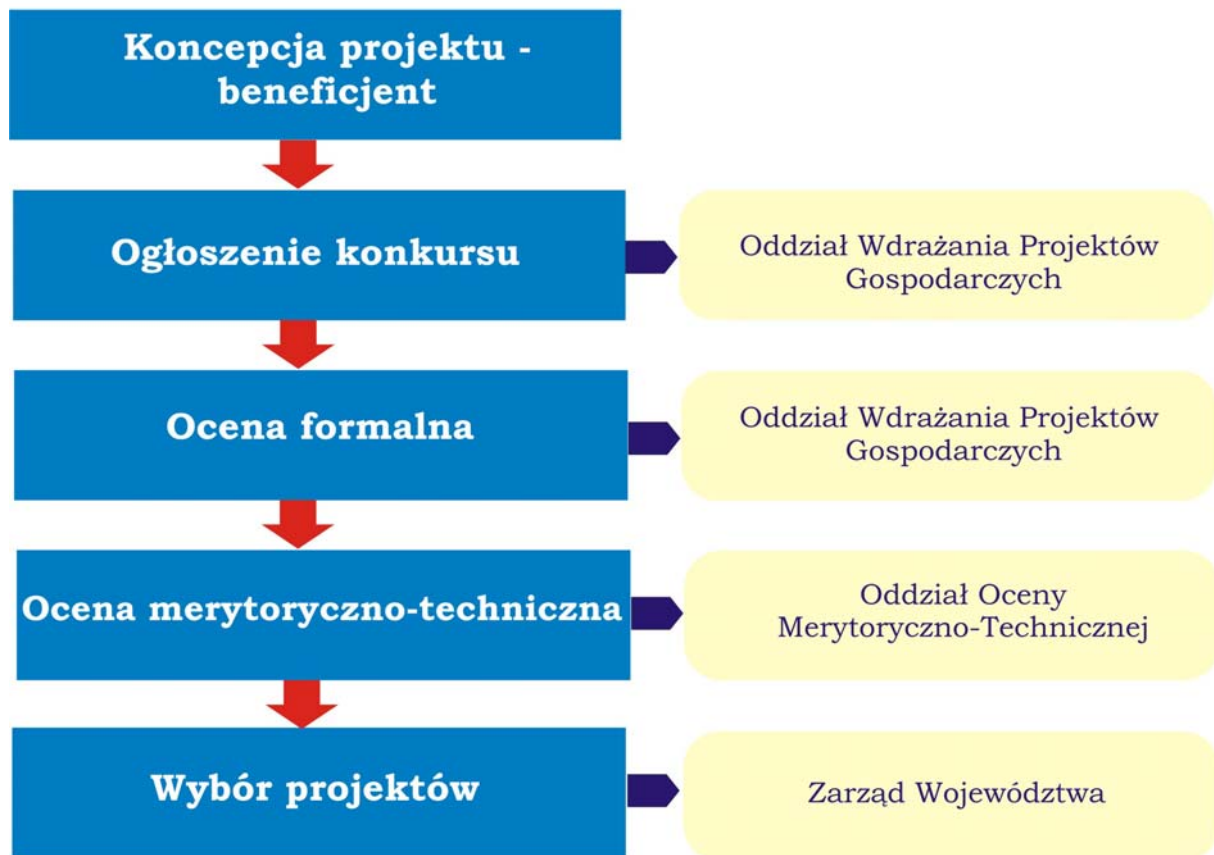 Koncepcja projektu -
beneficjent
Ogłoszenie konkursu
Oddział Wdrażania Projektów
Gospodarczych
Ocena formalna
Oddział Wdrażania Projektów
Gospodarczych
Ocena merytoryczno-techniczna
Oddział Oceny
Merytoryczno-Technicznej
Wybór projektów
Zarząd Województwa